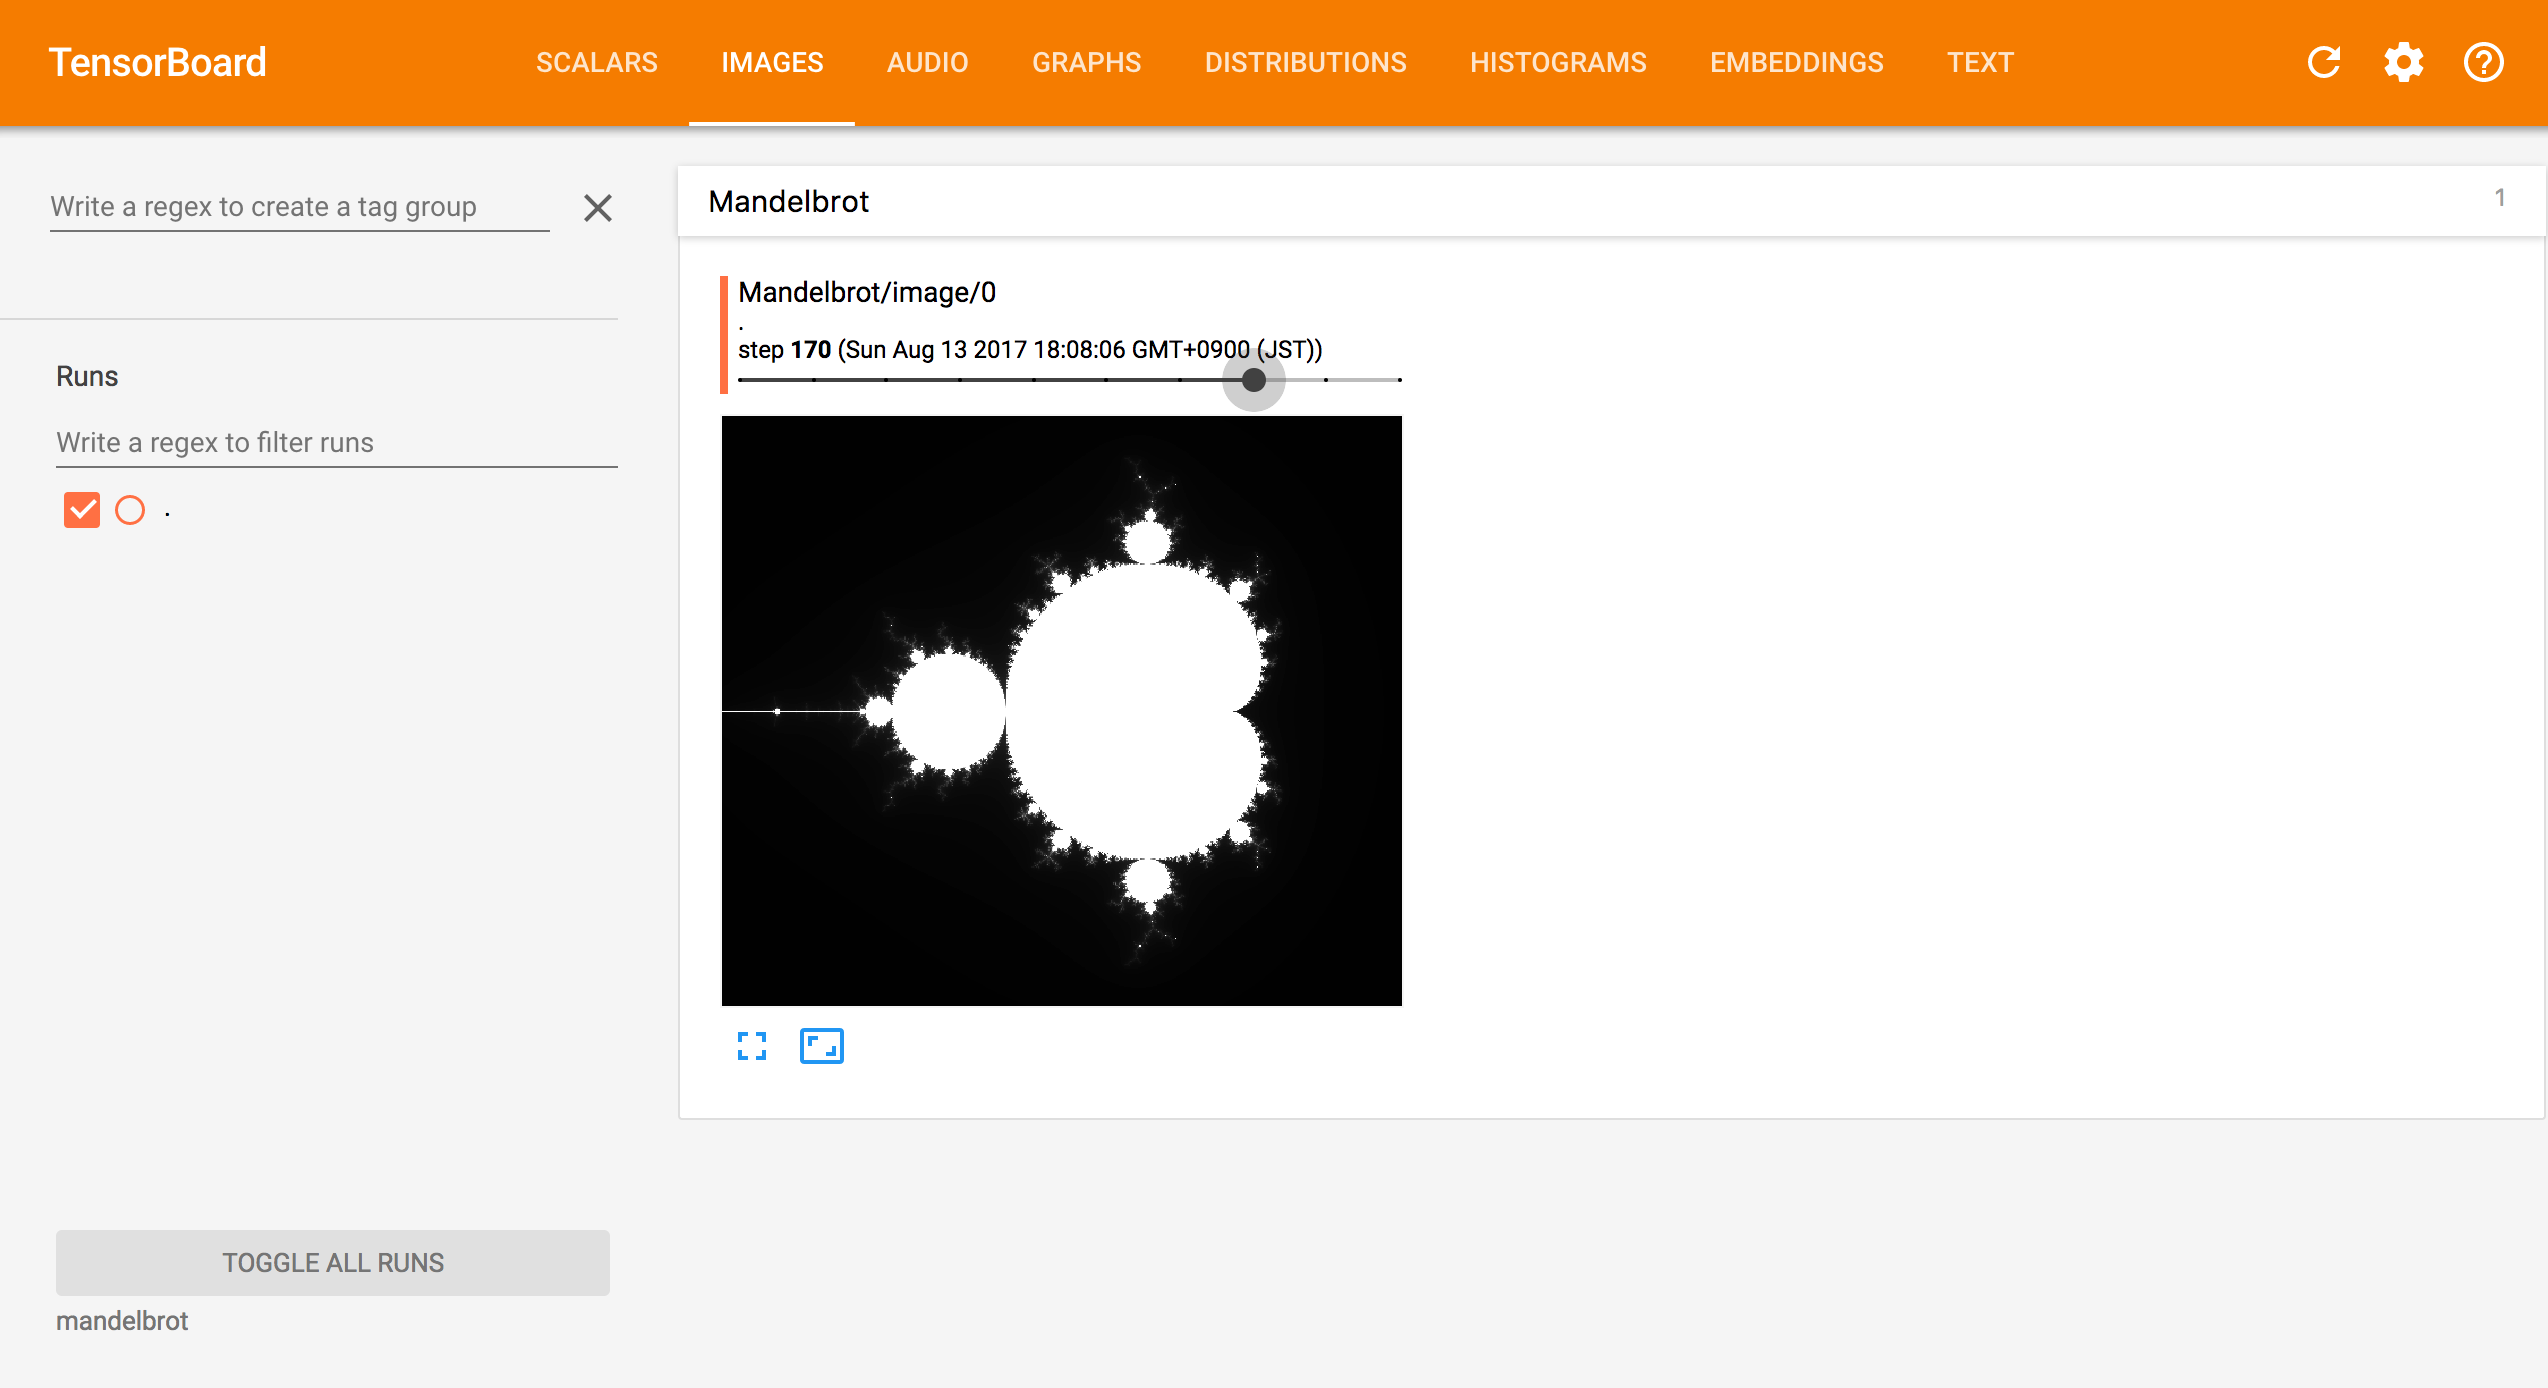 TensorBoard
SCALARS IMAGES AUDIO GRAPHS DISTRIBUTIONS HISTOGRAMS EMBEDDINGS TEXT
Write a regex to create a tag group
Runs
Write a regex to filter runs
.
TOGGLE ALL RUNS
mandelbrot
Mandelbrot 1
Mandelbrot/image/0
.
step 170 (Sun Aug 13 2017 18:08:06 GMT+0900 (JST))